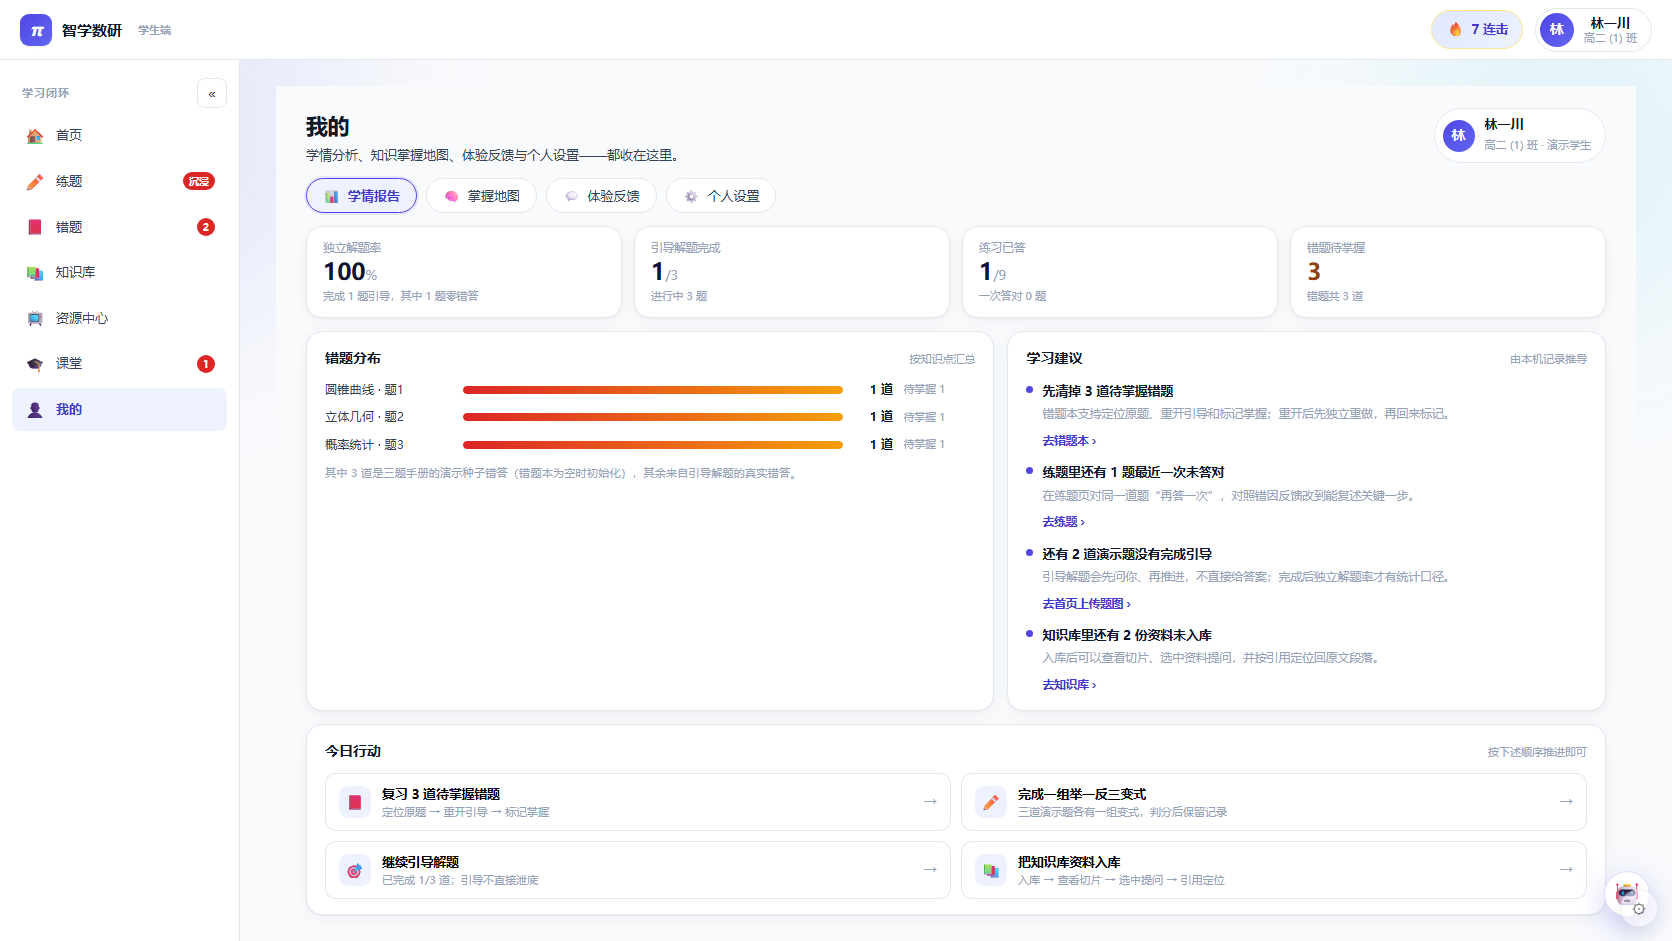 π 智学数研 学生端
7 连击
林 林一川
高二 (1) 班
学习闭环 «
首页
练题 沉浸
错题 2
知识库
资源中心
课堂 1
我的
我的
学情分析、知识掌握地图、体验反馈与个人设置——都收在这里。
林 林一川
高二 (1) 班 · 演示学生
学情报告 掌握地图 体验反馈 个人设置
独立解题率
100%
完成 1 题引导，其中 1 题零错答
引导解题完成
1/3
进行中 3 题
练习已答
1/9
一次答对 0 题
错题待掌握
3
错题共 3 道
错题分布 按知识点汇总
圆锥曲线 · 题1 1 道 待掌握 1
立体几何 · 题2 1 道 待掌握 1
概率统计 · 题3 1 道 待掌握 1
其中 3 道是三题手册的演示种子错答（错题本为空时初始化），其余来自引导解题的真实错答。
学习建议 由本机记录推导
先清掉 3 道待掌握错题
错题本支持定位原题、重开引导和标记掌握；重开后先独立重做，再回来标记。
去错题本 ›
练题里还有 1 题最近一次未答对
在练题页对同一道题“再答一次”，对照错因反馈改到能复述关键一步。
去练题 ›
还有 2 道演示题没有完成引导
引导解题会先问你、再推进，不直接给答案；完成后独立解题率才有统计口径。
去首页上传题图 ›
知识库里还有 2 份资料未入库
入库后可以查看切片、选中资料提问，并按引用定位回原文段落。
去知识库 ›
今日行动 按下述顺序推进即可
复习 3 道待掌握错题
定位原题 → 重开引导 → 标记掌握 →
完成一组举一反三变式
三道演示题各有一组变式，判分后保留记录 →
继续引导解题
已完成 1/3 道；引导不直接泄底 →
把知识库资料入库
入库 → 查看切片 → 选中提问 → 引用定位 →